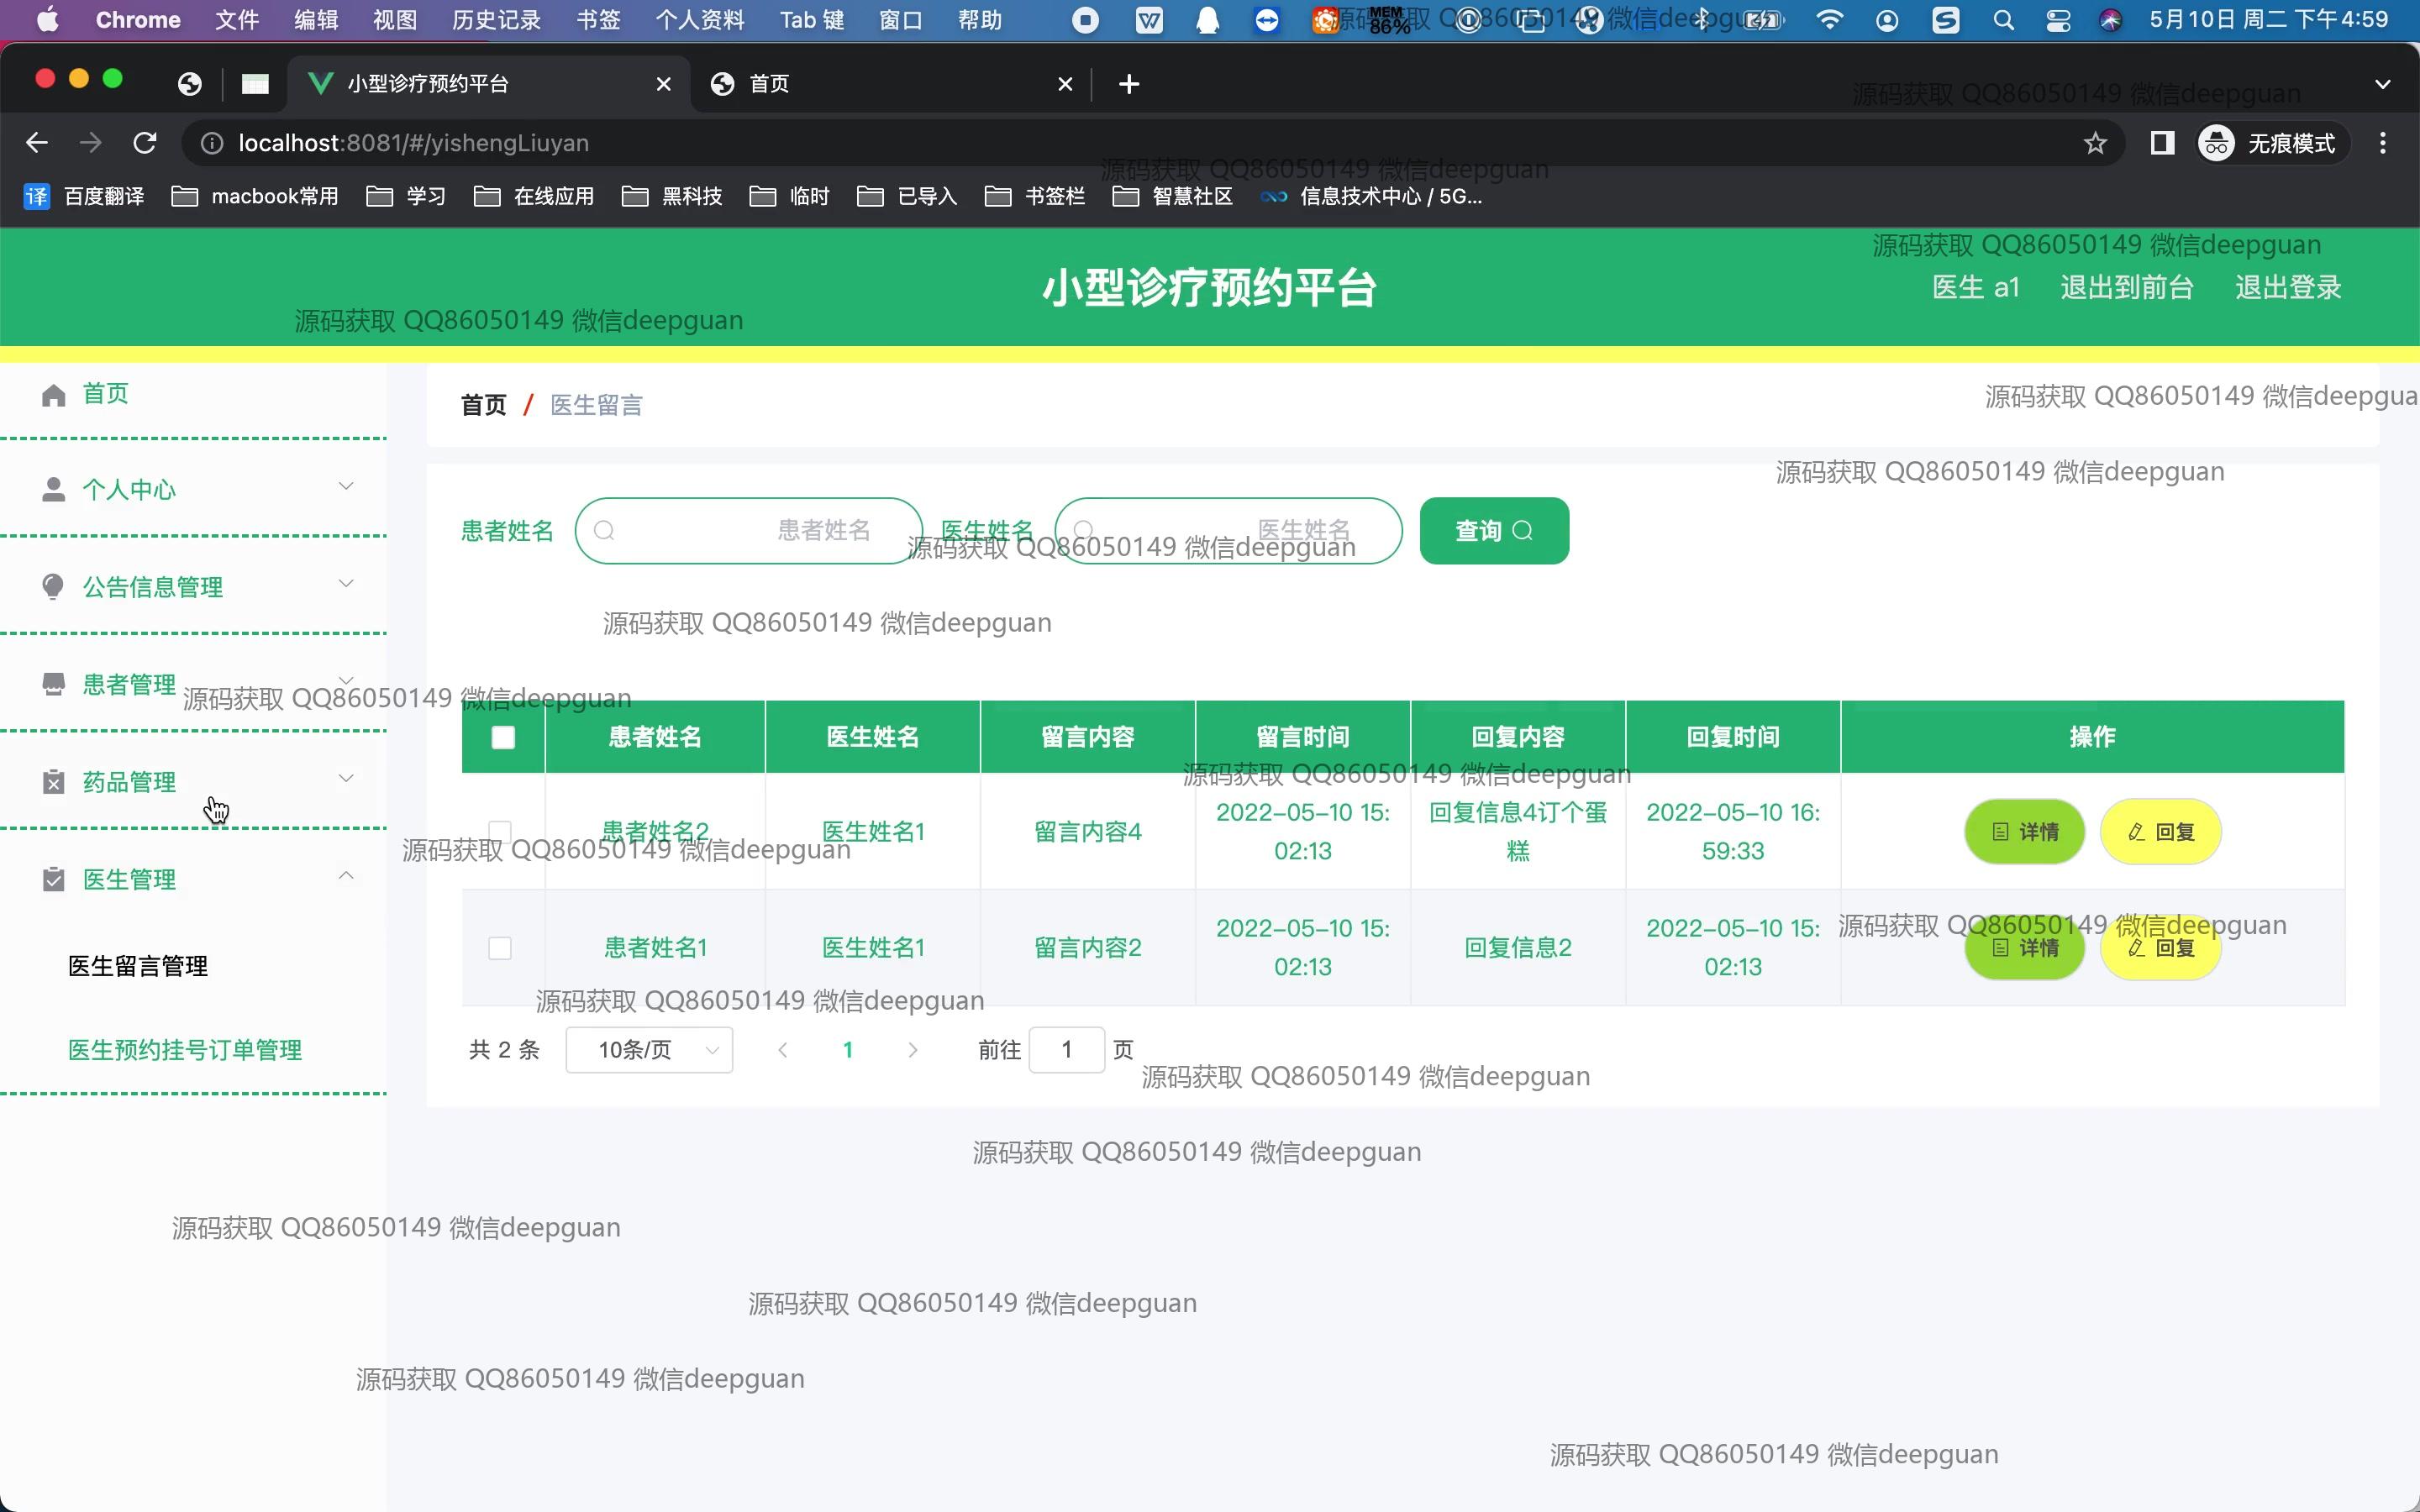 Chrome 文件 编辑 视图 历史记录 书签 个人资料 Tab 键 窗口 帮助 MEM 86% 5月10日 周二 下午4:59
源码获取 QQ86050149 微信deepguan
小型诊疗预约平台 首页
源码获取 QQ86050149 微信deepguan
localhost:8081/#/yishengLiuyan 无痕模式
源码获取 QQ86050149 微信deepguan
译 百度翻译 macbook常用 学习 在线应用 黑科技 临时 已导入 书签栏 智慧社区 信息技术中心 / 5G...
源码获取 QQ86050149 微信deepguan
小型诊疗预约平台 医生 a1 退出到前台 退出登录
源码获取 QQ86050149 微信deepguan
首页
首页 / 医生留言
源码获取 QQ86050149 微信deepgua
源码获取 QQ86050149 微信deepguan
个人中心
患者姓名 患者姓名 医生姓名 医生姓名 查询
源码获取 QQ86050149 微信deepguan
公告信息管理
源码获取 QQ86050149 微信deepguan
患者管理
源码获取 QQ86050149 微信deepguan
患者姓名 医生姓名 留言内容 留言时间 回复内容 回复时间 操作
源码获取 QQ86050149 微信deepguan
药品管理
患者姓名2 医生姓名1 留言内容4 2022-05-10 15: 回复信息4订个蛋 2022-05-10 16: 详情 回复
02:13 糕 59:33
源码获取 QQ86050149 微信deepguan
医生管理
源码获取 QQ86050149 微信deepguan
患者姓名1 医生姓名1 留言内容2 2022-05-10 15: 回复信息2 2022-05-10 15: 详情 回复
02:13 02:13
医生留言管理
源码获取 QQ86050149 微信deepguan
医生预约挂号订单管理
共 2 条 10条/页 1 前往 1 页
源码获取 QQ86050149 微信deepguan
源码获取 QQ86050149 微信deepguan
源码获取 QQ86050149 微信deepguan
源码获取 QQ86050149 微信deepguan
源码获取 QQ86050149 微信deepguan
源码获取 QQ86050149 微信deepguan